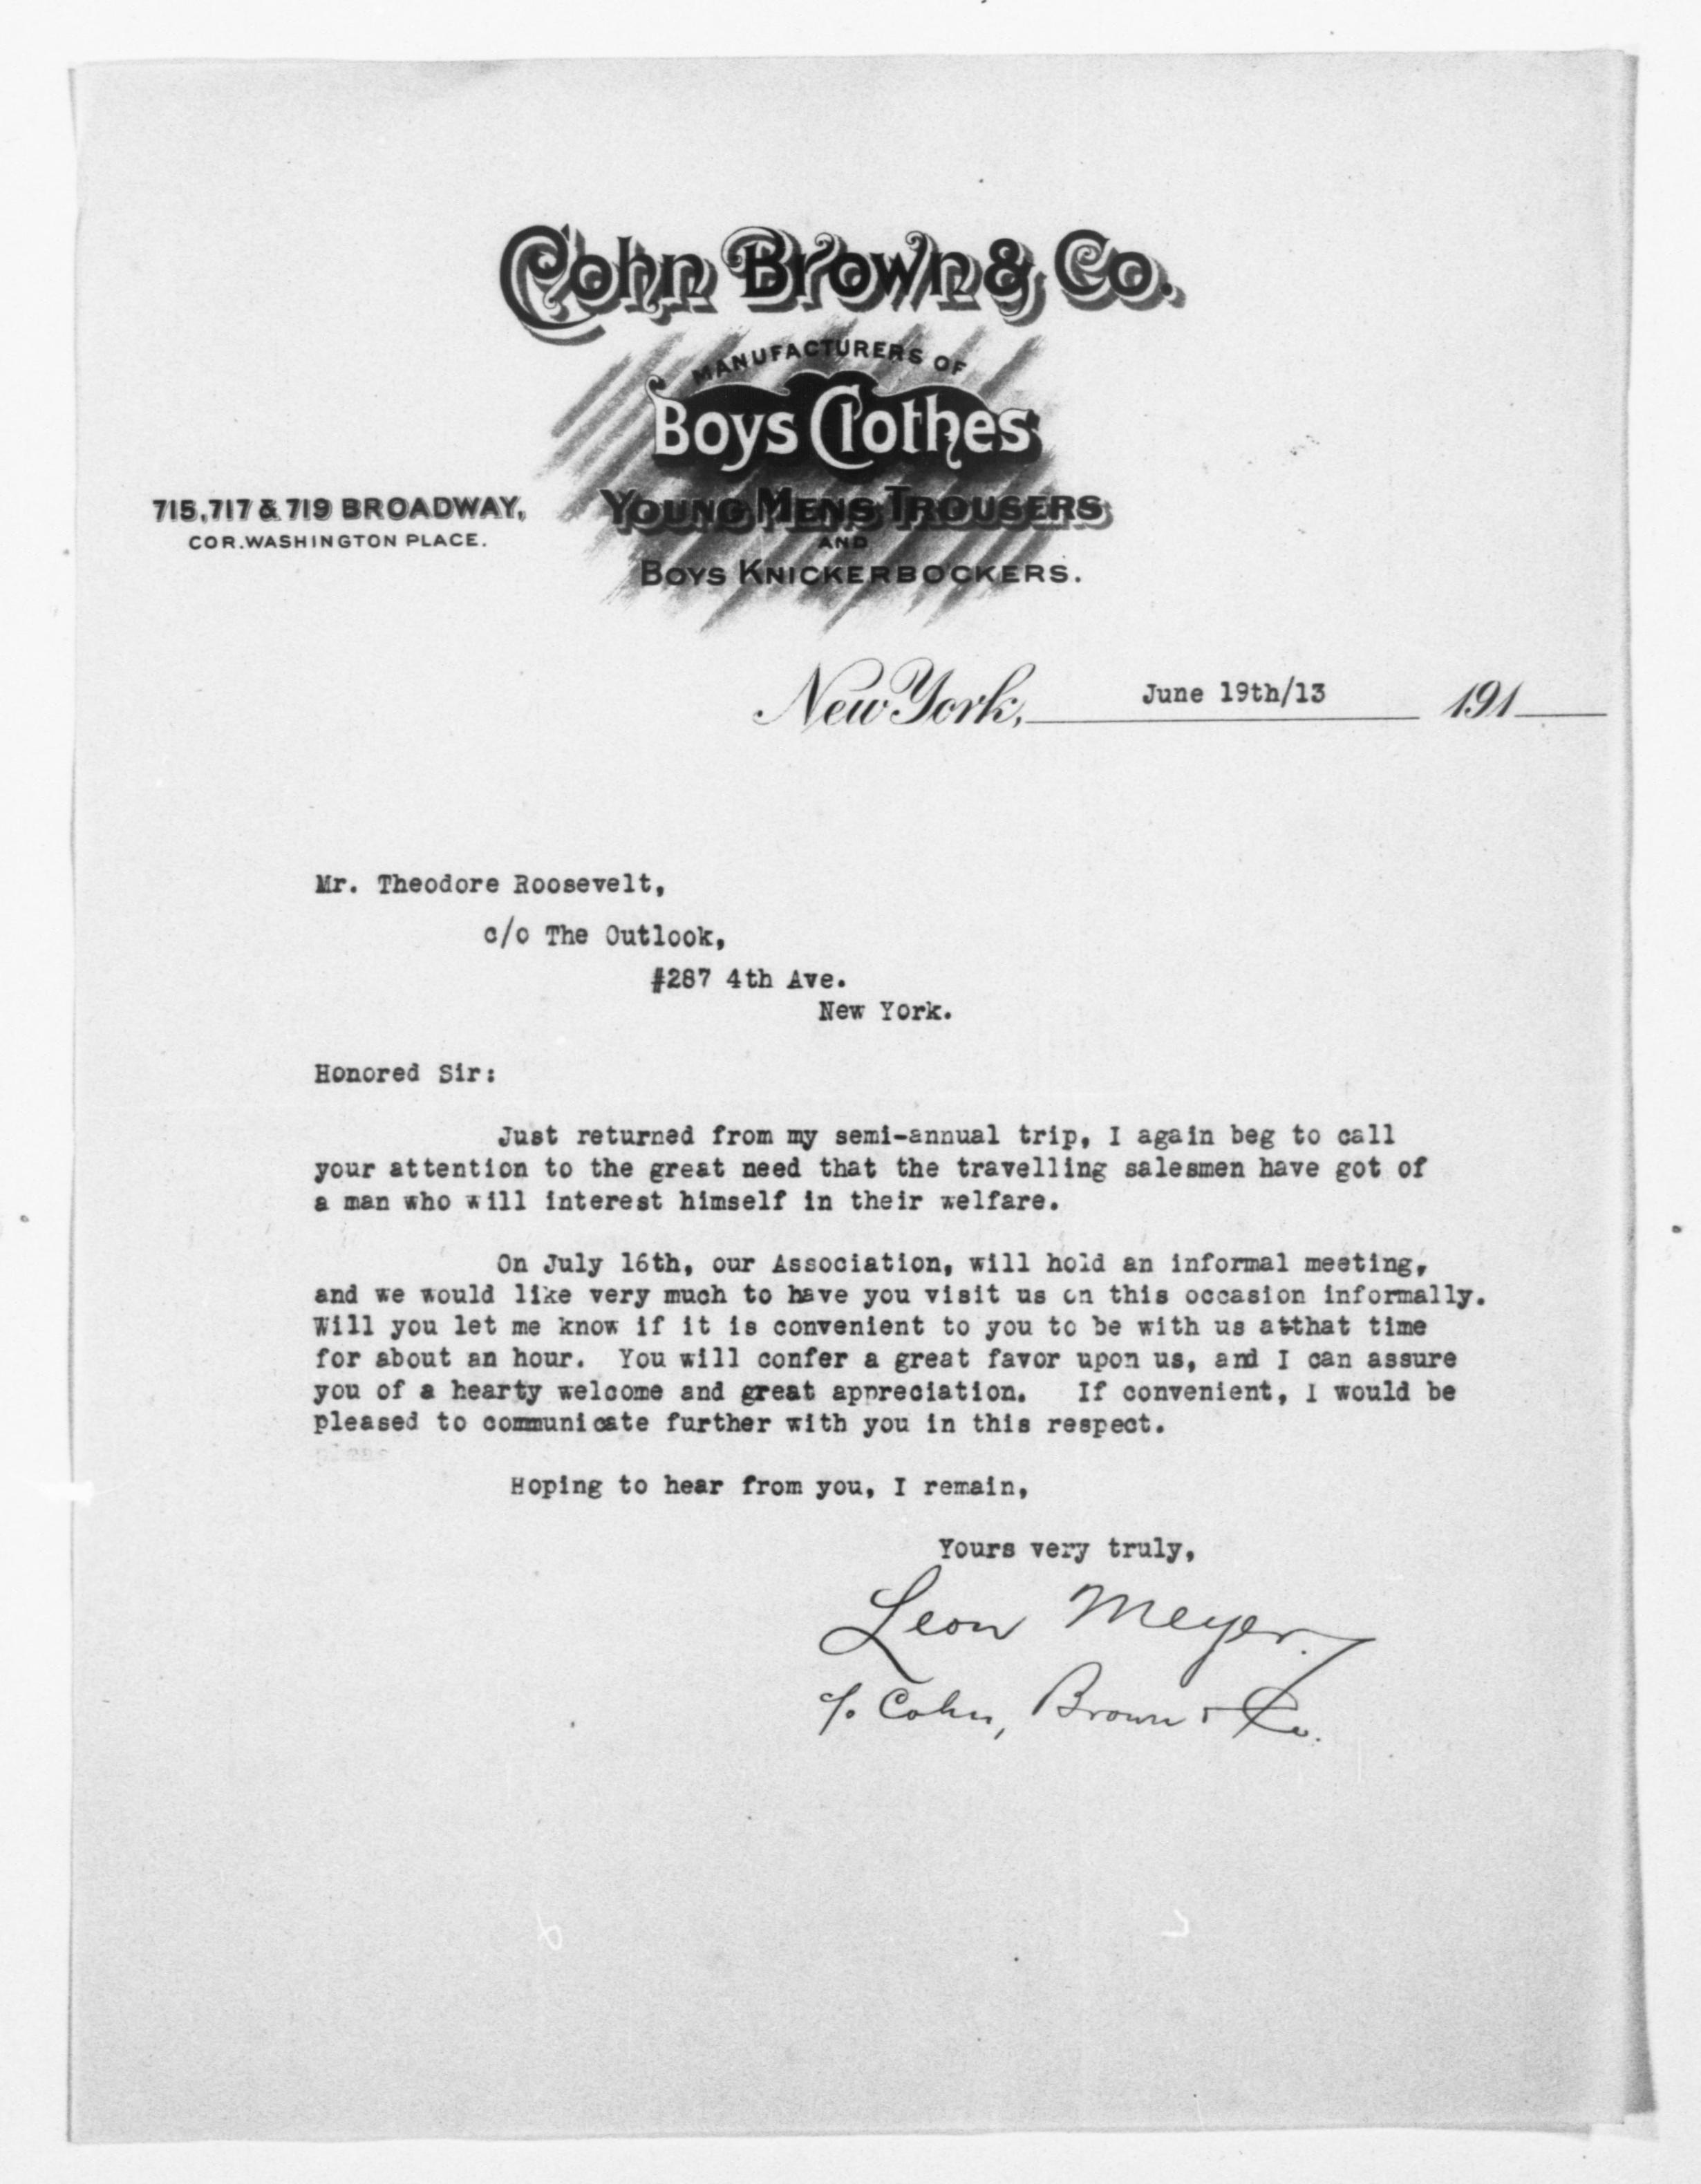 Cohn Brown & Co.
MANUFACTURERS OF
Boys Clothes
YOUNG MENS TROUSERS
AND
BOYS KNICKERBOCKERS.
715, 717 & 719 BROADWAY,
COR. WASHINGTON PLACE.
New York, June 19th/13 191
Mr. Theodore Roosevelt,
c/o The Outlook,
#287 4th Ave.
New York.
Honored Sir:
Just returned from my semi-annual trip, I again beg to call
your attention to the great need that the travelling salesmen have got of
a man who will interest himself in their welfare.
On July 16th, our Association, will hold an informal meeting,
and we would like very much to have you visit us on this occasion informally.
Will you let me know if it is convenient to you to be with us at that time
for about an hour. You will confer a great favor upon us, and I can assure
you of a hearty welcome and great appreciation. If convenient, I would be
pleased to communicate further with you in this respect.
Hoping to hear from you, I remain,
Yours very truly,
Leon Meyer.
c/o Cohn, Brown & Co.